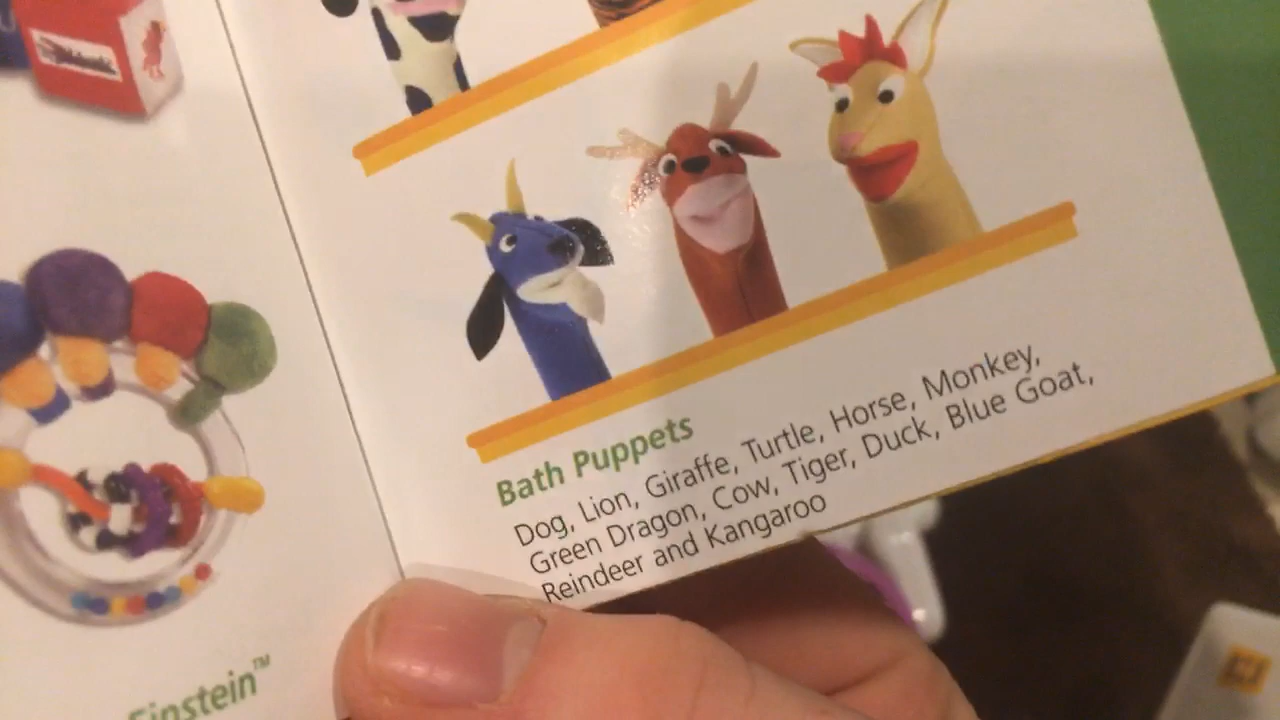 Bath Puppets
Dog, Lion, Giraffe, Turtle, Horse, Monkey,
Green Dragon, Cow, Tiger, Duck, Blue Goat,
Reindeer and Kangaroo
Einstein™